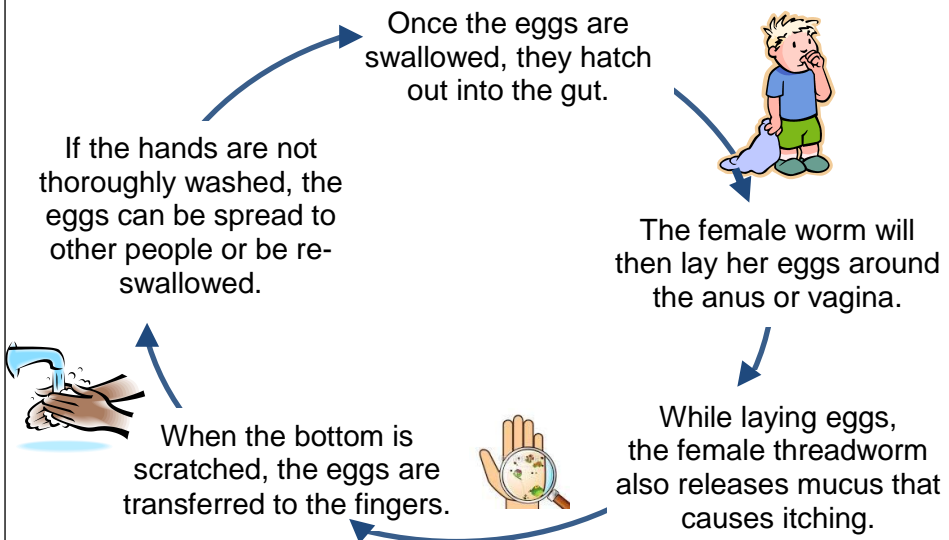 Once the eggs are
swallowed, they hatch
out into the gut.
The female worm will
then lay her eggs around
the anus or vagina.
While laying eggs,
the female threadworm
also releases mucus that
causes itching.
When the bottom is
scratched, the eggs are
transferred to the fingers.
If the hands are not
thoroughly washed, the
eggs can be spread to
other people or be re-
swallowed.